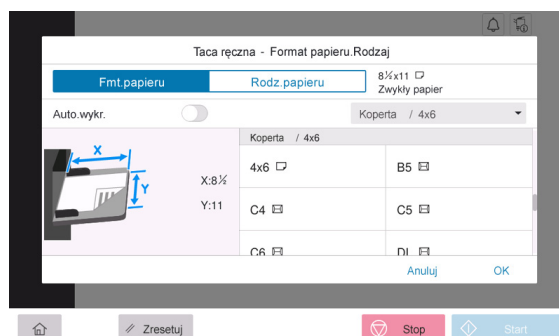 Taca ręczna - Format papieru.Rodzaj
Fmt.papieru
Rodz.papieru
8½x11
Zwykły papier
Auto.wykr.
Koperta / 4x6
Koperta / 4x6
X
Y
X:8½
Y:11
4x6
B5
C4
C5
C6
DL
Anuluj
OK
Zresetuj
Stop
Start